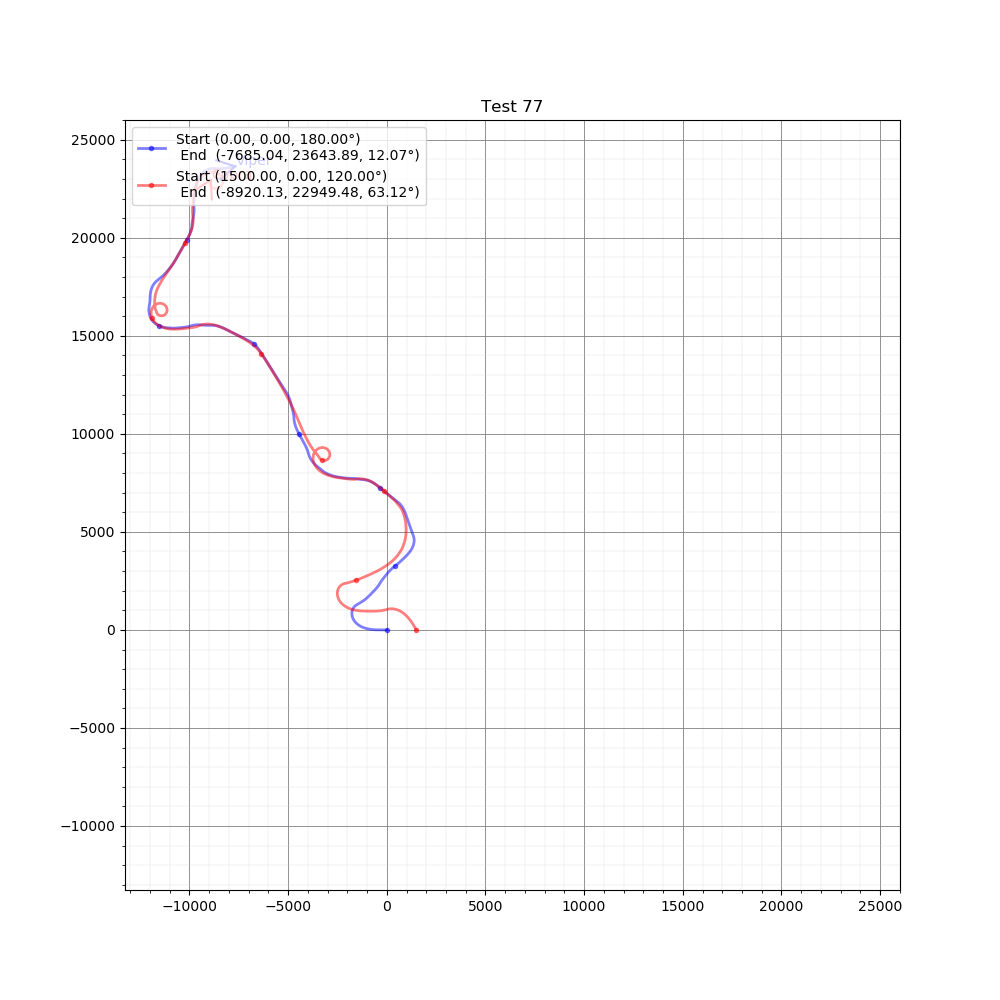 Test 77
Start (0.00, 0.00, 180.00°)
End (-7685.04, 23643.89, 12.07°)
Start (1500.00, 0.00, 120.00°)
End (-8920.13, 22949.48, 63.12°)
Viper
25000
20000
15000
10000
5000
0
−5000
−10000
−10000 −5000 0 5000 10000 15000 20000 25000